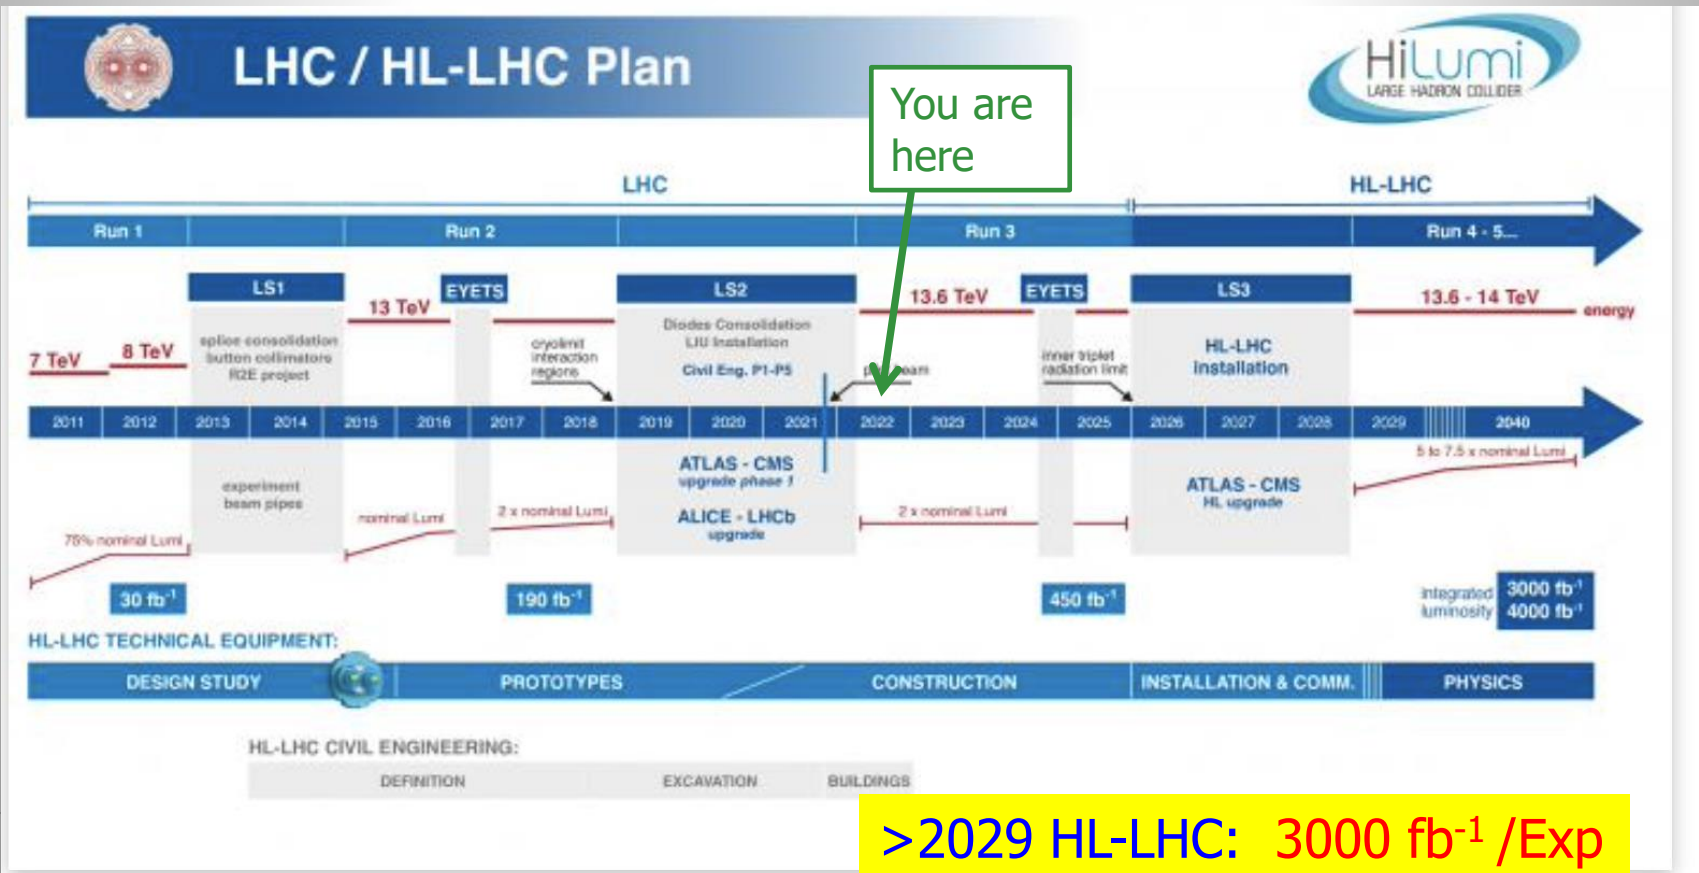 LHC / HL-LHC Plan
HiLumi
LARGE HADRON COLLIDER
You are
here
LHC
HL-LHC
Run 1
Run 2
Run 3
Run 4 - 5...
LS1
EYETS
LS2
EYETS
LS3
13 TeV
13.6 TeV
13.6 - 14 TeV
energy
7 TeV
8 TeV
splice consolidation
button collimators
R2E project
cryolimit
interaction
regions
Diodes Consolidation
LIU Installation
Civil Eng. P1-P5
beam
inner triplet
radiation limit
HL-LHC
installation
2011 2012 2013 2014 2015 2016 2017 2018 2019 2020 2021 2022 2023 2024 2025 2026 2027 2028 2029 2040
5 to 7.5 x nominal Lumi
experiment
beam pipes
ATLAS - CMS
upgrade phase 1
ALICE - LHCb
upgrade
ATLAS - CMS
HL upgrade
75% nominal Lumi
nominal Lumi
2 x nominal Lumi
2 x nominal Lumi
30 fb⁻¹
190 fb⁻¹
450 fb⁻¹
integrated
luminosity
3000 fb⁻¹
4000 fb⁻¹
HL-LHC TECHNICAL EQUIPMENT:
DESIGN STUDY
PROTOTYPES
CONSTRUCTION
INSTALLATION & COMM.
PHYSICS
HL-LHC CIVIL ENGINEERING:
DEFINITION
EXCAVATION
BUILDINGS
>2029 HL-LHC: 3000 fb⁻¹ /Exp